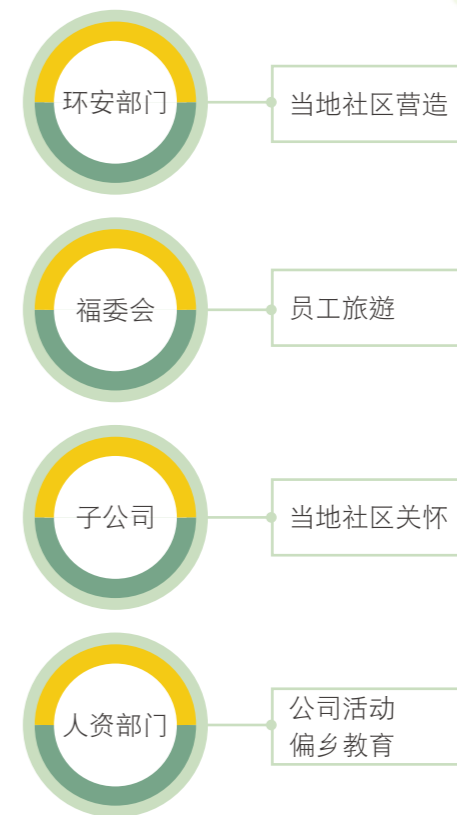 环安部门
当地社区营造
福委会
员工旅遊
子公司
当地社区关怀
人资部门
公司活动
偏乡教育